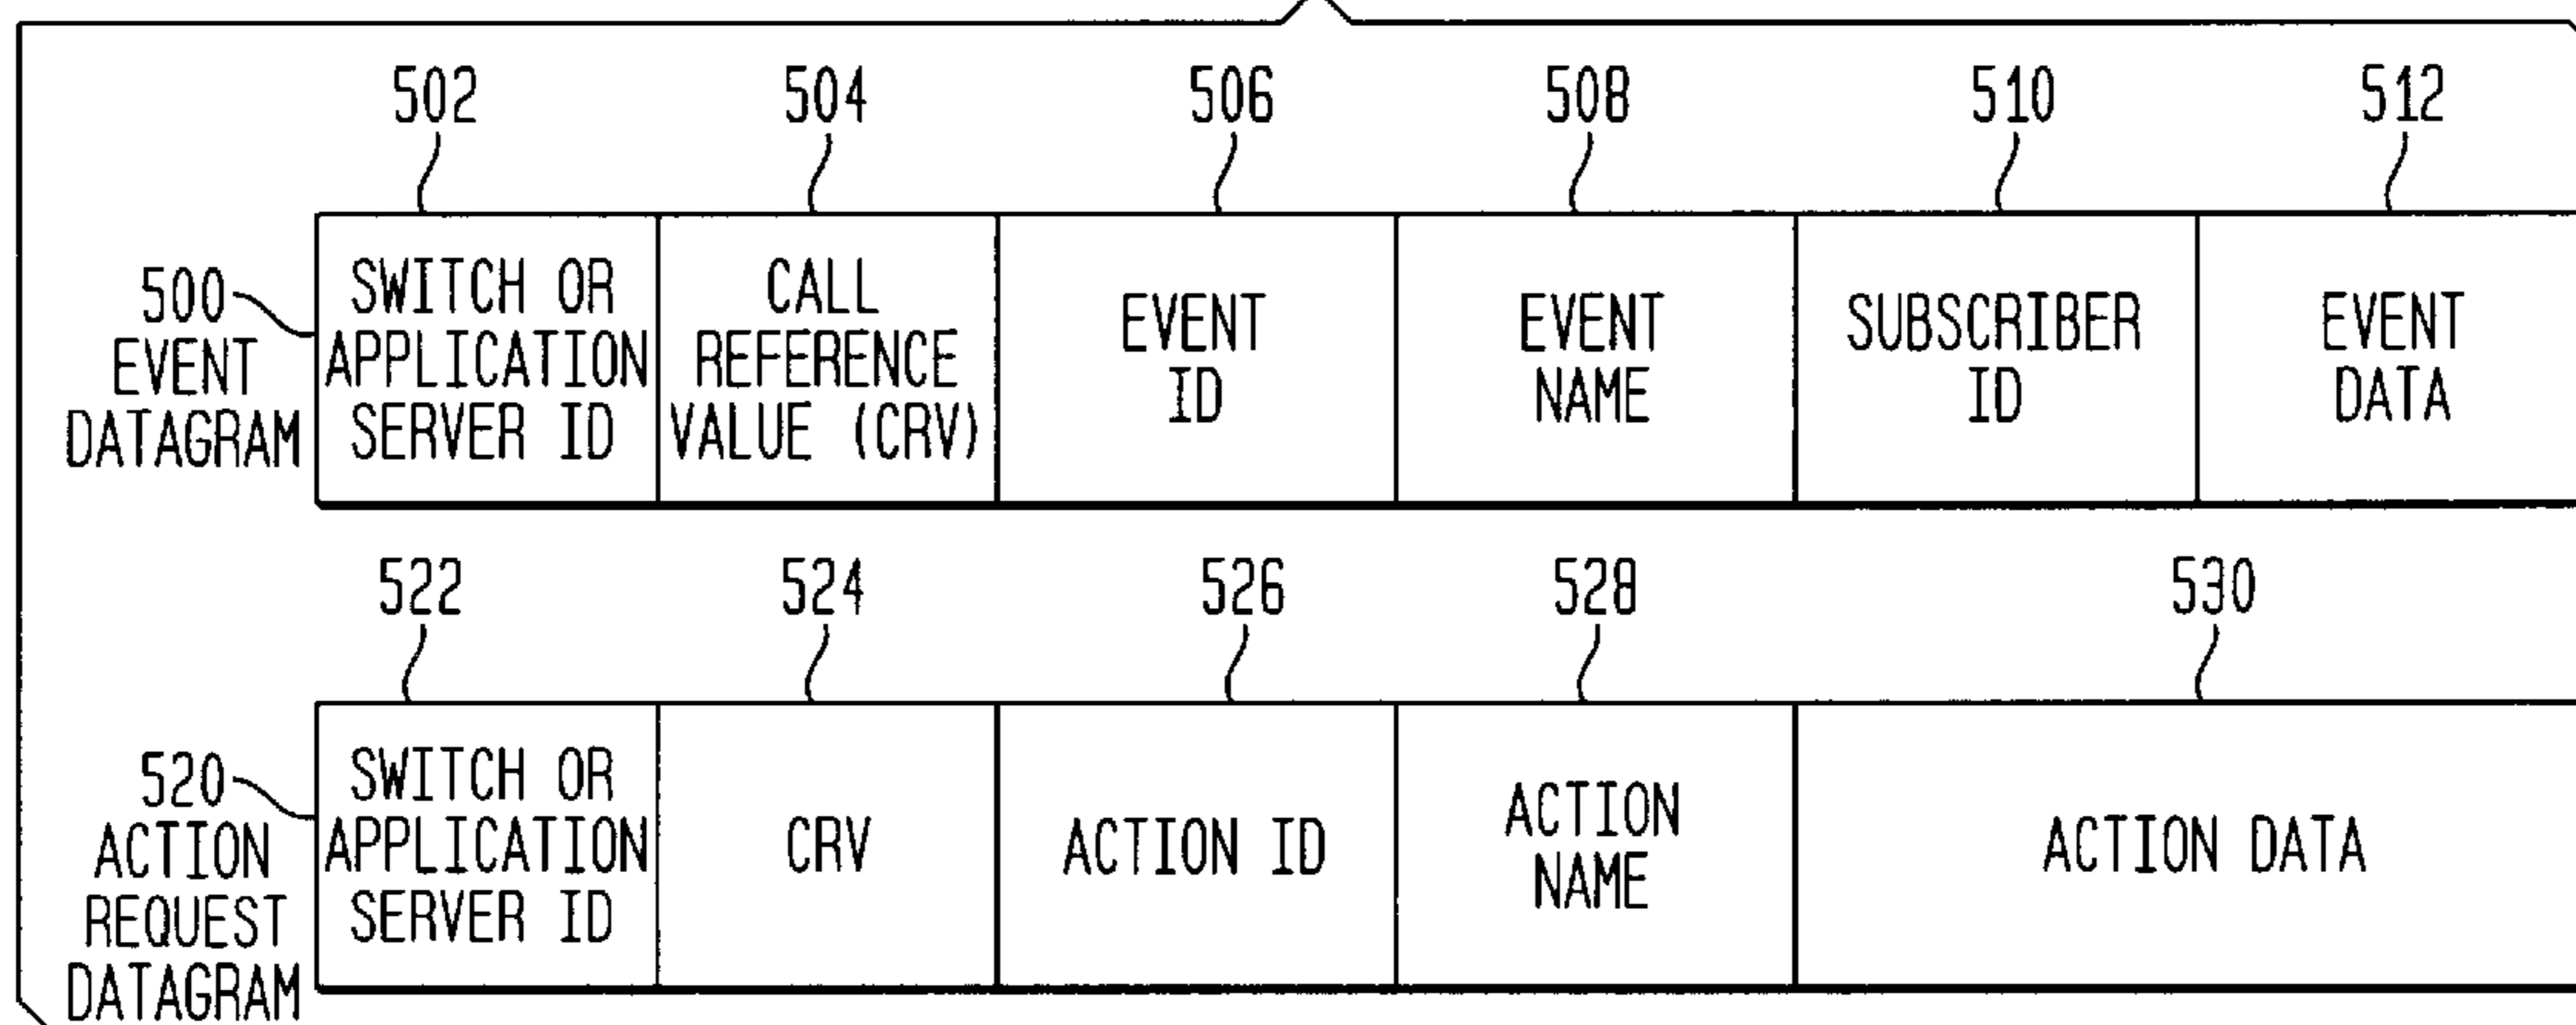 502 504 506 508 510 512
500
EVENT
DATAGRAM
SWITCH OR
APPLICATION
SERVER ID
CALL
REFERENCE
VALUE (CRV)
EVENT
ID
EVENT
NAME
SUBSCRIBER
ID
EVENT
DATA
522 524 526 528 530
520
ACTION
REQUEST
DATAGRAM
SWITCH OR
APPLICATION
SERVER ID
CRV
ACTION ID
ACTION
NAME
ACTION DATA